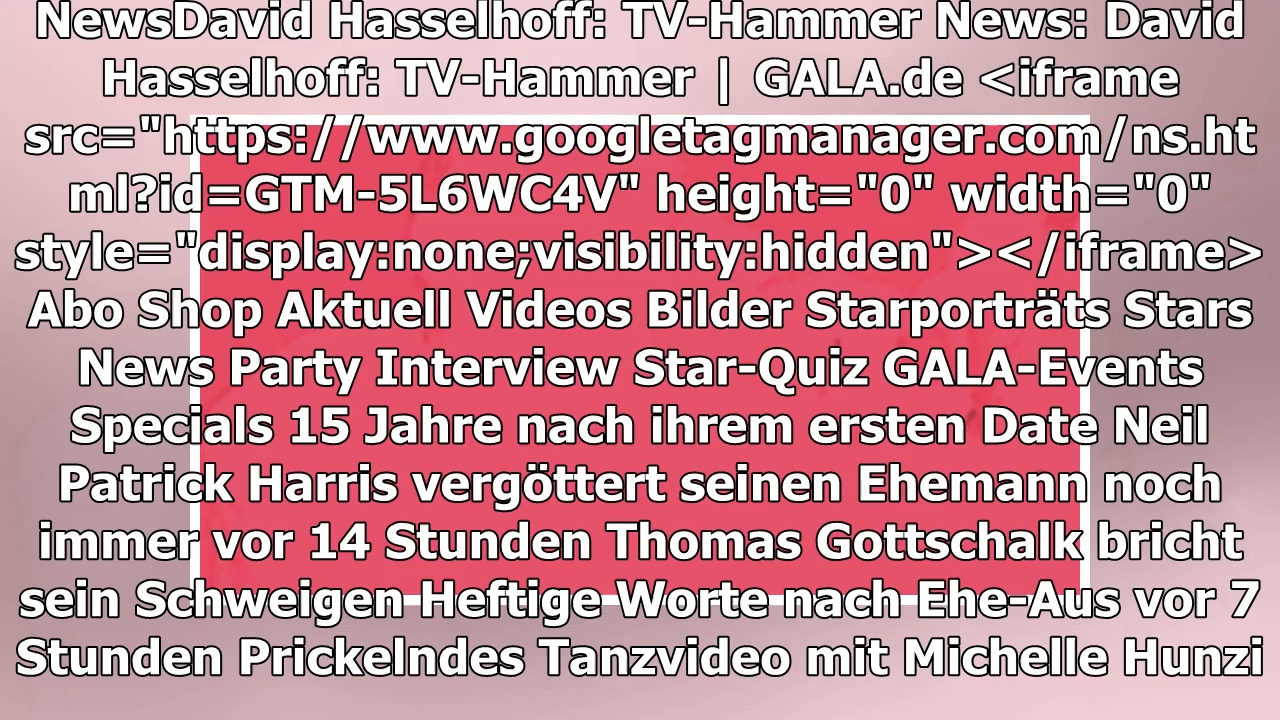 NewsDavid Hasselhoff: TV-Hammer News: David
Hasselhoff: TV-Hammer | GALA.de <iframe
src="https://www.googletagmanager.com/ns.ht
ml?id=GTM-5L6WC4V" height="0" width="0"
style="display:none;visibility:hidden"></iframe>
Abo Shop Aktuell Videos Bilder Starporträts Stars
News Party Interview Star-Quiz GALA-Events
Specials 15 Jahre nach ihrem ersten Date Neil
Patrick Harris vergöttert seinen Ehemann noch
immer vor 14 Stunden Thomas Gottschalk bricht
sein Schweigen Heftige Worte nach Ehe-Aus vor 7
Stunden Prickelndes Tanzvideo mit Michelle Hunzi